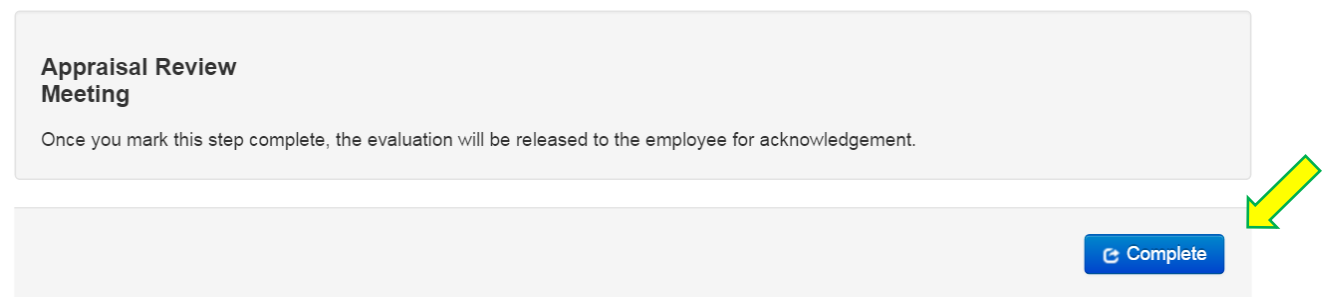 Appraisal Review
Meeting
Once you mark this step complete, the evaluation will be released to the employee for acknowledgement.
Complete